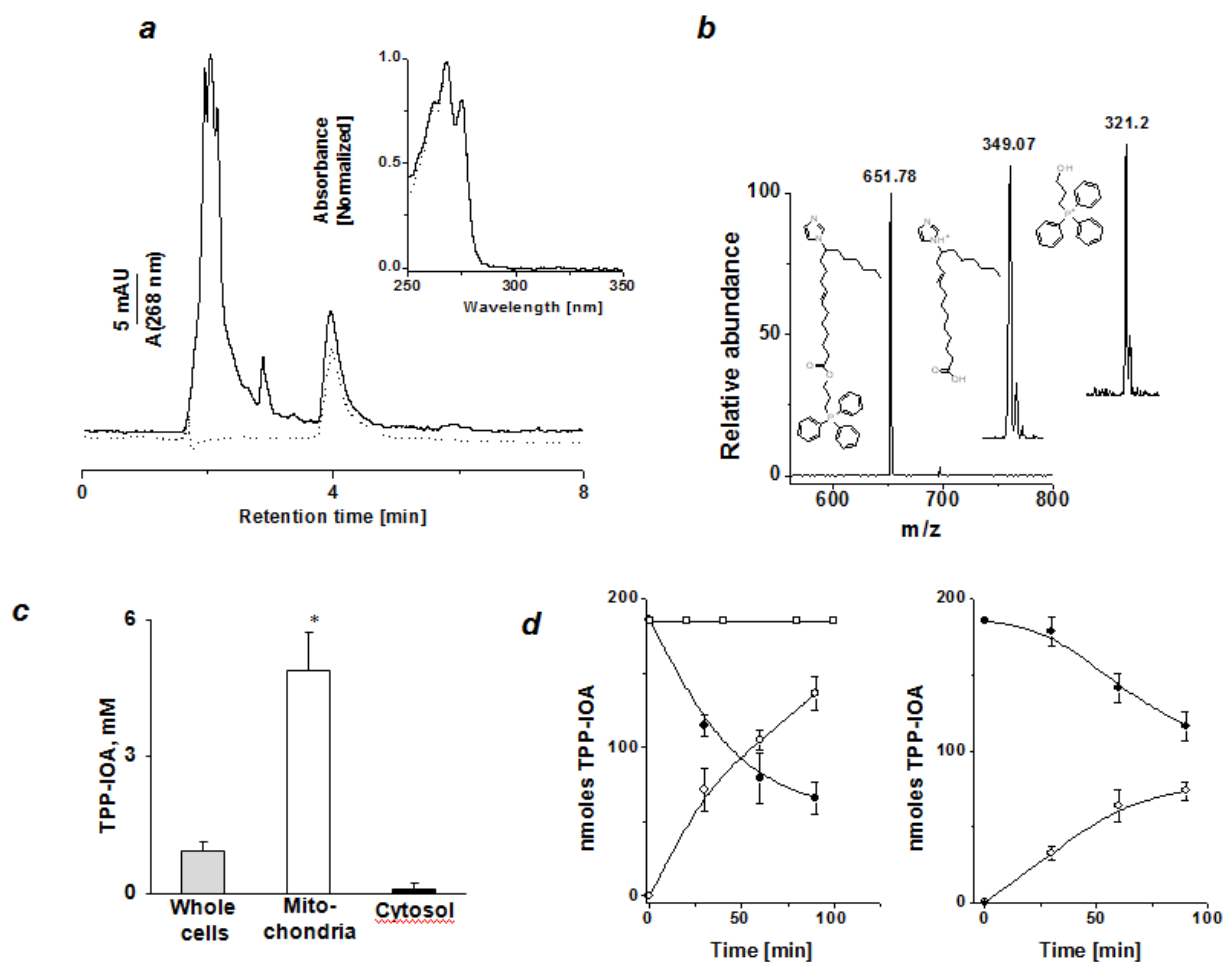 a
5 mAU
A(268 nm)
0
4
8
Retention time [min]
Absorbance
[Normalized]
1.0
0.5
0.0
250
300
350
Wavelength [nm]
b
Relative abundance
100
50
0
600
700
800
m/z
651.78
349.07
321.2
N
N
O
O
P
N
NH+
O
OH
OH
P+
c
TPP-IOA, mM
6
3
0
*
Whole
cells
Mito-
chondria
Cytosol
d
nmoles TPP-IOA
200
100
0
0
50
100
Time [min]
nmoles TPP-IOA
200
100
0
0
50
100
Time [min]